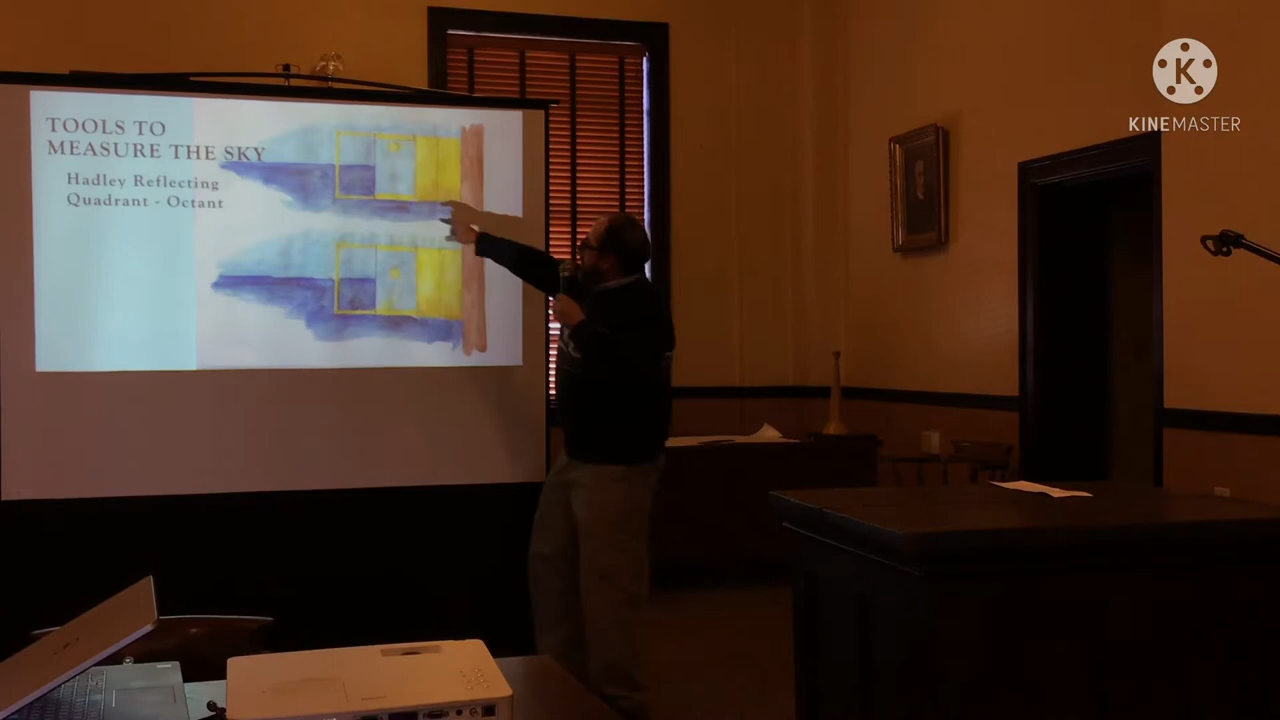 TOOLS TO
MEASURE THE SKY
Hadley Reflecting
Quadrant - Octant
K
KINEMASTER